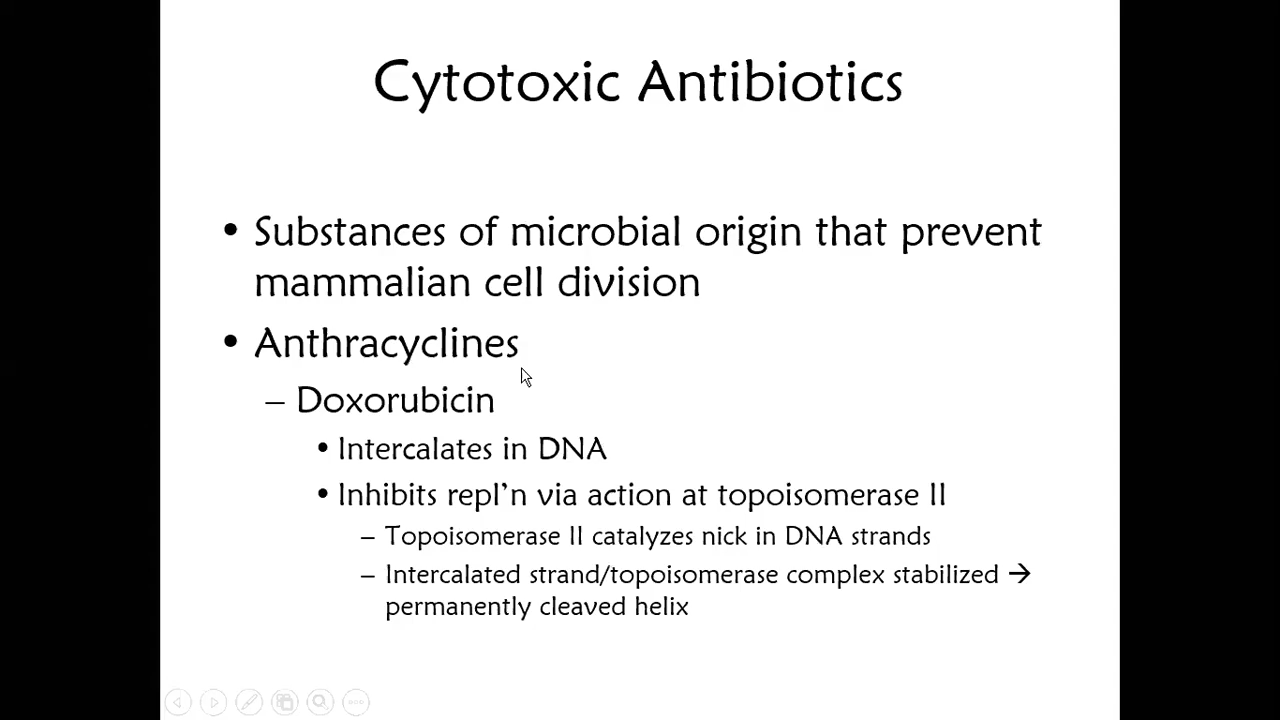 Cytotoxic Antibiotics
• Substances of microbial origin that prevent
mammalian cell division
• Anthracyclines
– Doxorubicin
• Intercalates in DNA
• Inhibits repl’n via action at topoisomerase II
– Topoisomerase II catalyzes nick in DNA strands
– Intercalated strand/topoisomerase complex stabilized →
permanently cleaved helix